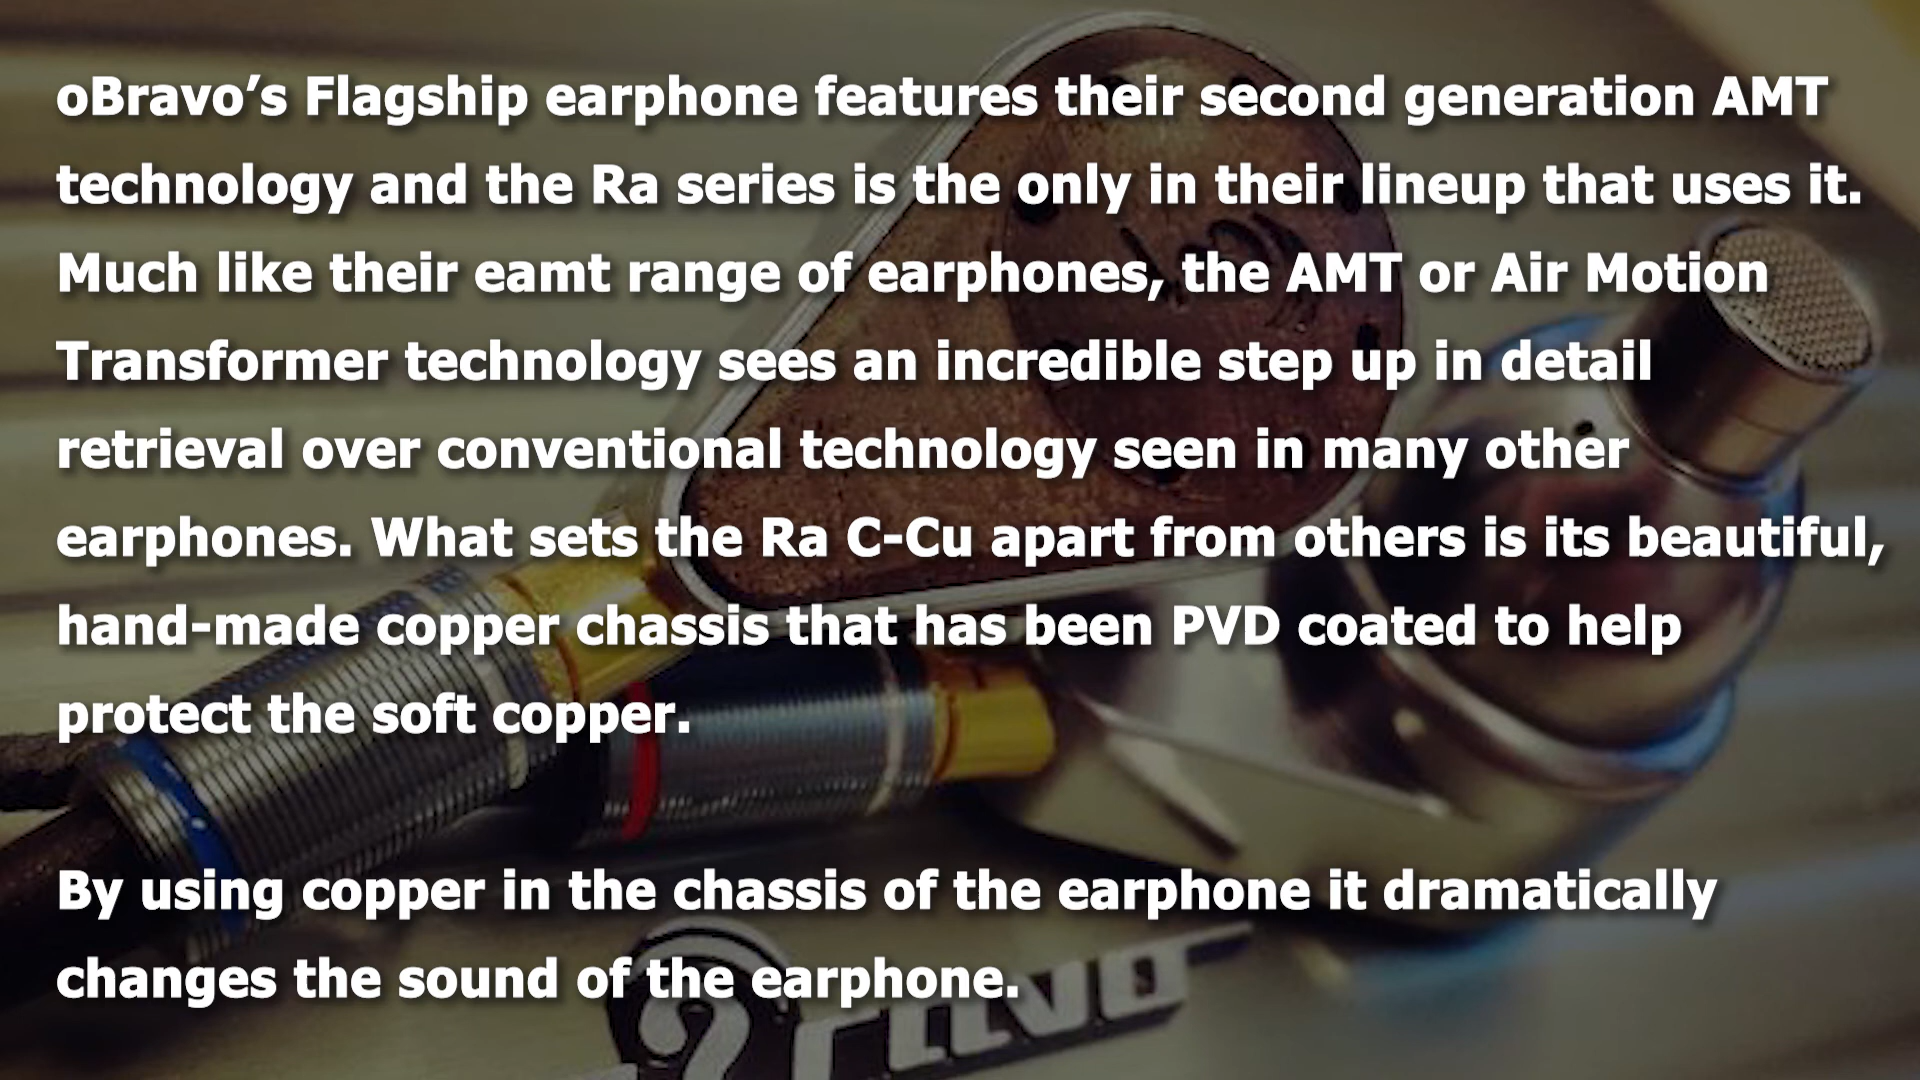 oBravo’s Flagship earphone features their second generation AMT
technology and the Ra series is the only in their lineup that uses it.
Much like their eamt range of earphones, the AMT or Air Motion
Transformer technology sees an incredible step up in detail
retrieval over conventional technology seen in many other
earphones. What sets the Ra C-Cu apart from others is its beautiful,
hand-made copper chassis that has been PVD coated to help
protect the soft copper.
By using copper in the chassis of the earphone it dramatically
changes the sound of the earphone.